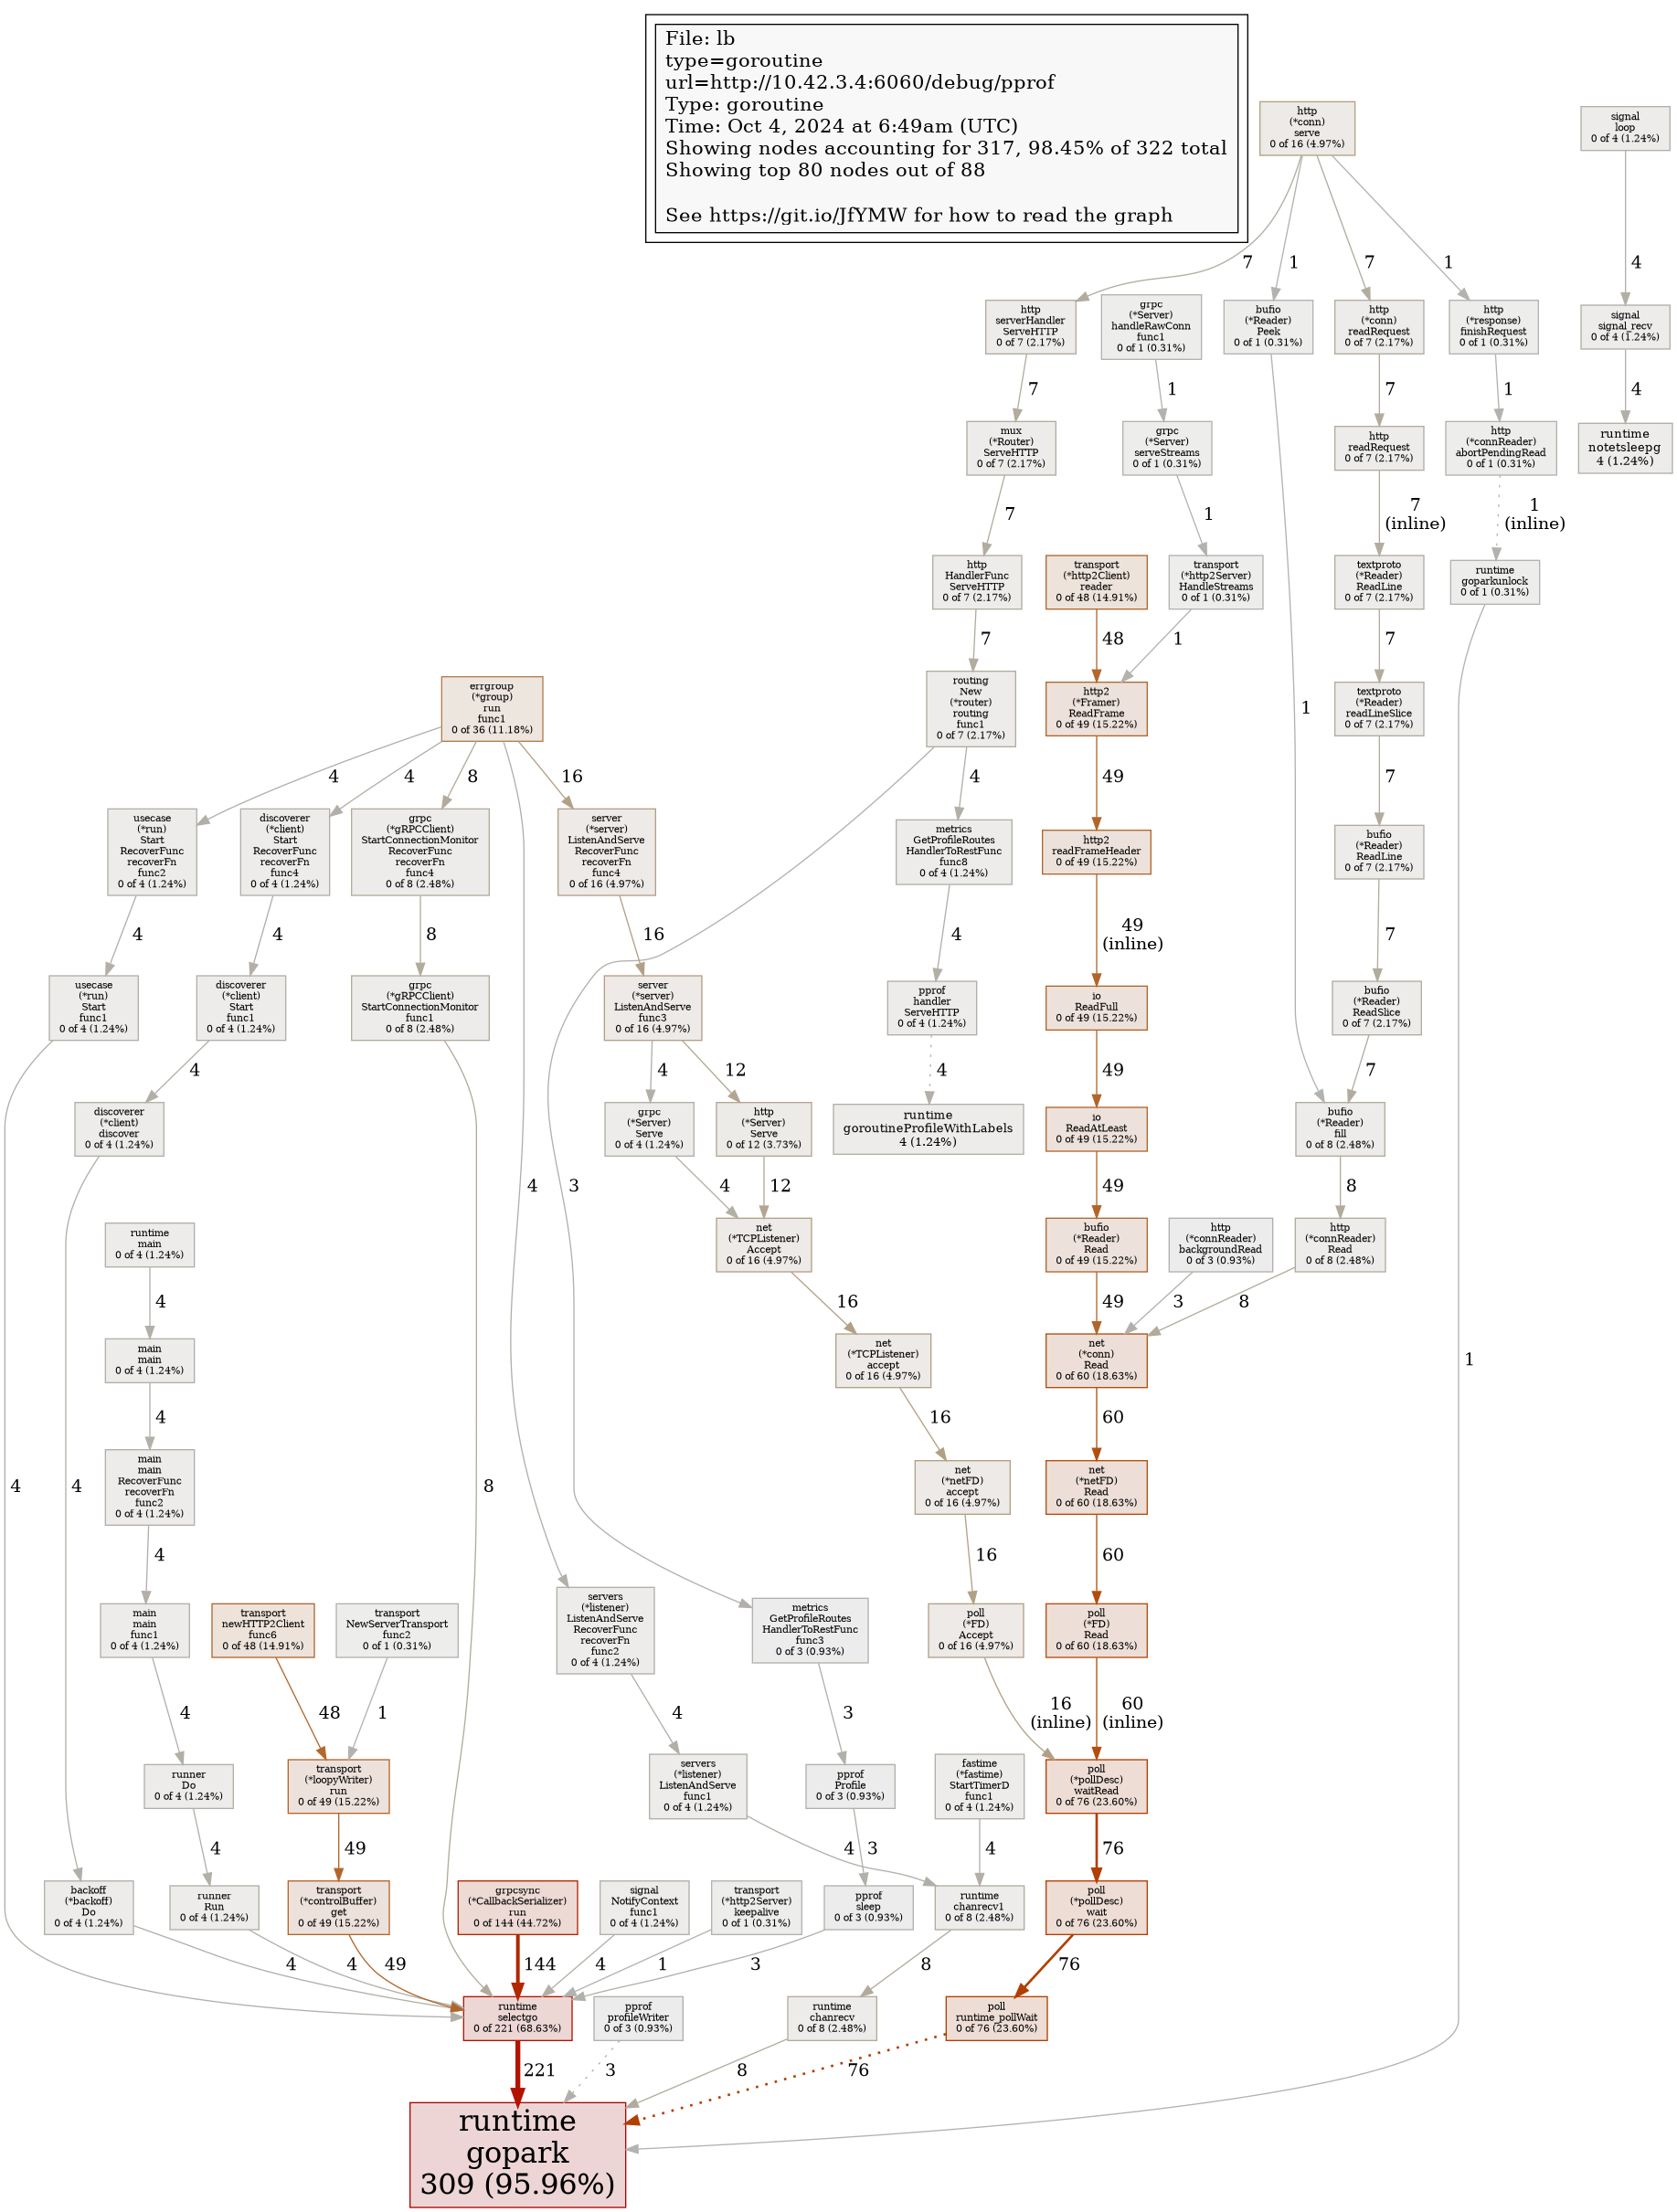 File: lb
type=goroutine
url=http://10.42.3.4:6060/debug/pprof
Type: goroutine
Time: Oct 4, 2024 at 6:49am (UTC)
Showing nodes accounting for 317, 98.45% of 322 total
Showing top 80 nodes out of 88
See https://git.io/JfYMW for how to read the graph
http
(*conn)
serve
0 of 16 (4.97%)
signal
loop
0 of 4 (1.24%)
7
1
7
1
4
http
serverHandler
ServeHTTP
0 of 7 (2.17%)
grpc
(*Server)
handleRawConn
func1
0 of 1 (0.31%)
bufio
(*Reader)
Peek
0 of 1 (0.31%)
http
(*conn)
readRequest
0 of 7 (2.17%)
http
(*response)
finishRequest
0 of 1 (0.31%)
signal
signal_recv
0 of 4 (1.24%)
7
1
7
1
4
mux
(*Router)
ServeHTTP
0 of 7 (2.17%)
grpc
(*Server)
serveStreams
0 of 1 (0.31%)
http
readRequest
0 of 7 (2.17%)
http
(*connReader)
abortPendingRead
0 of 1 (0.31%)
runtime
notetsleepg
4 (1.24%)
7
1
7
(inline)
1
(inline)
http
HandlerFunc
ServeHTTP
0 of 7 (2.17%)
transport
(*http2Client)
reader
0 of 48 (14.91%)
transport
(*http2Server)
HandleStreams
0 of 1 (0.31%)
textproto
(*Reader)
ReadLine
0 of 7 (2.17%)
runtime
goparkunlock
0 of 1 (0.31%)
7
48
1
7
errgroup
(*group)
run
func1
0 of 36 (11.18%)
routing
New
(*router)
routing
func1
0 of 7 (2.17%)
http2
(*Framer)
ReadFrame
0 of 49 (15.22%)
1
textproto
(*Reader)
readLineSlice
0 of 7 (2.17%)
4
4
8
16
4
49
7
usecase
(*run)
Start
RecoverFunc
recoverFn
func2
0 of 4 (1.24%)
discoverer
(*client)
Start
RecoverFunc
recoverFn
func4
0 of 4 (1.24%)
grpc
(*gRPCClient)
StartConnectionMonitor
RecoverFunc
recoverFn
func4
0 of 8 (2.48%)
server
(*server)
ListenAndServe
RecoverFunc
recoverFn
func4
0 of 16 (4.97%)
metrics
GetProfileRoutes
HandlerToRestFunc
func8
0 of 4 (1.24%)
http2
readFrameHeader
0 of 49 (15.22%)
bufio
(*Reader)
ReadLine
0 of 7 (2.17%)
4
4
8
16
4
49
(inline)
7
usecase
(*run)
Start
func1
0 of 4 (1.24%)
discoverer
(*client)
Start
func1
0 of 4 (1.24%)
grpc
(*gRPCClient)
StartConnectionMonitor
func1
0 of 8 (2.48%)
server
(*server)
ListenAndServe
func3
0 of 16 (4.97%)
pprof
handler
ServeHTTP
0 of 4 (1.24%)
io
ReadFull
0 of 49 (15.22%)
bufio
(*Reader)
ReadSlice
0 of 7 (2.17%)
4
4
12
4
49
7
discoverer
(*client)
discover
0 of 4 (1.24%)
grpc
(*Server)
Serve
0 of 4 (1.24%)
http
(*Server)
Serve
0 of 12 (3.73%)
runtime
goroutineProfileWithLabels
4 (1.24%)
io
ReadAtLeast
0 of 49 (15.22%)
bufio
(*Reader)
fill
0 of 8 (2.48%)
4
3
4
12
49
8
runtime
main
0 of 4 (1.24%)
net
(*TCPListener)
Accept
0 of 16 (4.97%)
bufio
(*Reader)
Read
0 of 49 (15.22%)
http
(*connReader)
backgroundRead
0 of 3 (0.93%)
http
(*connReader)
Read
0 of 8 (2.48%)
4
16
49
3
8
main
main
0 of 4 (1.24%)
net
(*TCPListener)
accept
0 of 16 (4.97%)
net
(*conn)
Read
0 of 60 (18.63%)
1
4
16
60
4
4
8
main
main
RecoverFunc
recoverFn
func2
0 of 4 (1.24%)
net
(*netFD)
accept
0 of 16 (4.97%)
net
(*netFD)
Read
0 of 60 (18.63%)
4
16
60
main
main
func1
0 of 4 (1.24%)
transport
newHTTP2Client
func6
0 of 48 (14.91%)
transport
NewServerTransport
func2
0 of 1 (0.31%)
servers
(*listener)
ListenAndServe
RecoverFunc
recoverFn
func2
0 of 4 (1.24%)
metrics
GetProfileRoutes
HandlerToRestFunc
func3
0 of 3 (0.93%)
poll
(*FD)
Accept
0 of 16 (4.97%)
poll
(*FD)
Read
0 of 60 (18.63%)
4
48
1
4
3
16
(inline)
60
(inline)
runner
Do
0 of 4 (1.24%)
transport
(*loopyWriter)
run
0 of 49 (15.22%)
servers
(*listener)
ListenAndServe
func1
0 of 4 (1.24%)
pprof
Profile
0 of 3 (0.93%)
fastime
(*fastime)
StartTimerD
func1
0 of 4 (1.24%)
poll
(*pollDesc)
waitRead
0 of 76 (23.60%)
4
49
4
3
4
76
backoff
(*backoff)
Do
0 of 4 (1.24%)
runner
Run
0 of 4 (1.24%)
transport
(*controlBuffer)
get
0 of 49 (15.22%)
grpcsync
(*CallbackSerializer)
run
0 of 144 (44.72%)
signal
NotifyContext
func1
0 of 4 (1.24%)
transport
(*http2Server)
keepalive
0 of 1 (0.31%)
pprof
sleep
0 of 3 (0.93%)
runtime
chanrecv1
0 of 8 (2.48%)
poll
(*pollDesc)
wait
0 of 76 (23.60%)
4
4
49
144
4
1
3
8
76
runtime
selectgo
0 of 221 (68.63%)
pprof
profileWriter
0 of 3 (0.93%)
runtime
chanrecv
0 of 8 (2.48%)
poll
runtime_pollWait
0 of 76 (23.60%)
221
3
8
76
runtime
gopark
309 (95.96%)